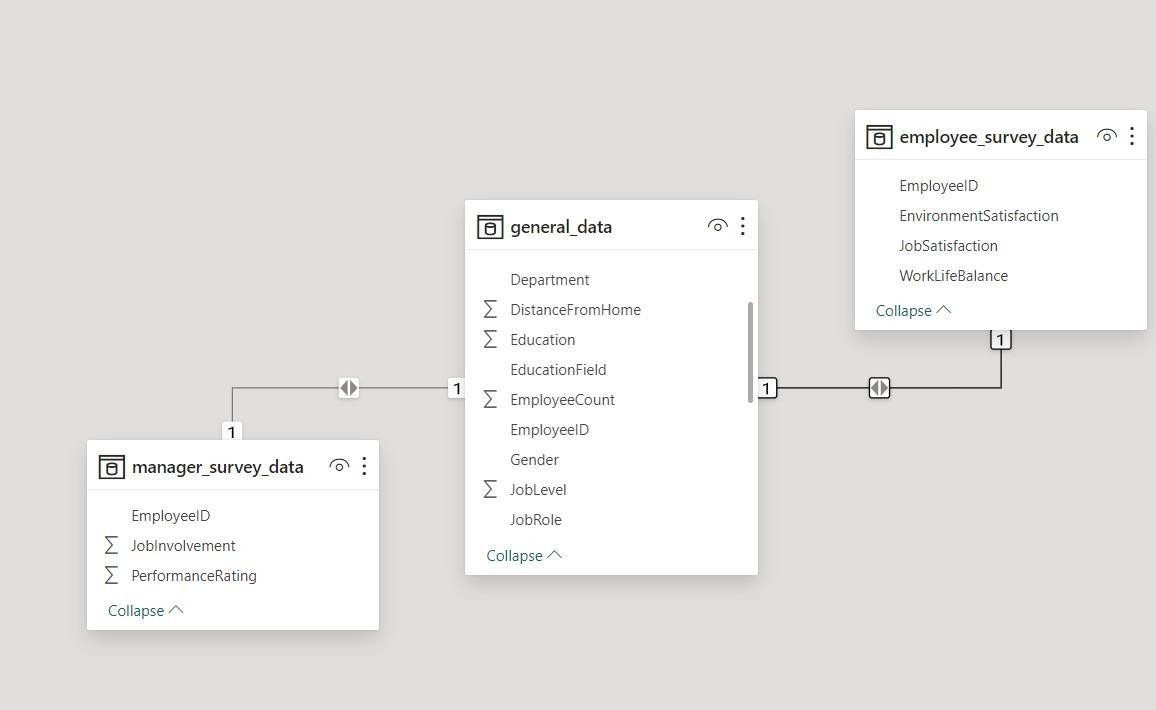 employee_survey_data
EmployeeID
EnvironmentSatisfaction
JobSatisfaction
WorkLifeBalance
Collapse
1
general_data
Department
∑ DistanceFromHome
∑ Education
EducationField
∑ EmployeeCount
EmployeeID
Gender
∑ JobLevel
JobRole
Collapse
1
1
1
manager_survey_data
EmployeeID
∑ JobInvolvement
∑ PerformanceRating
Collapse